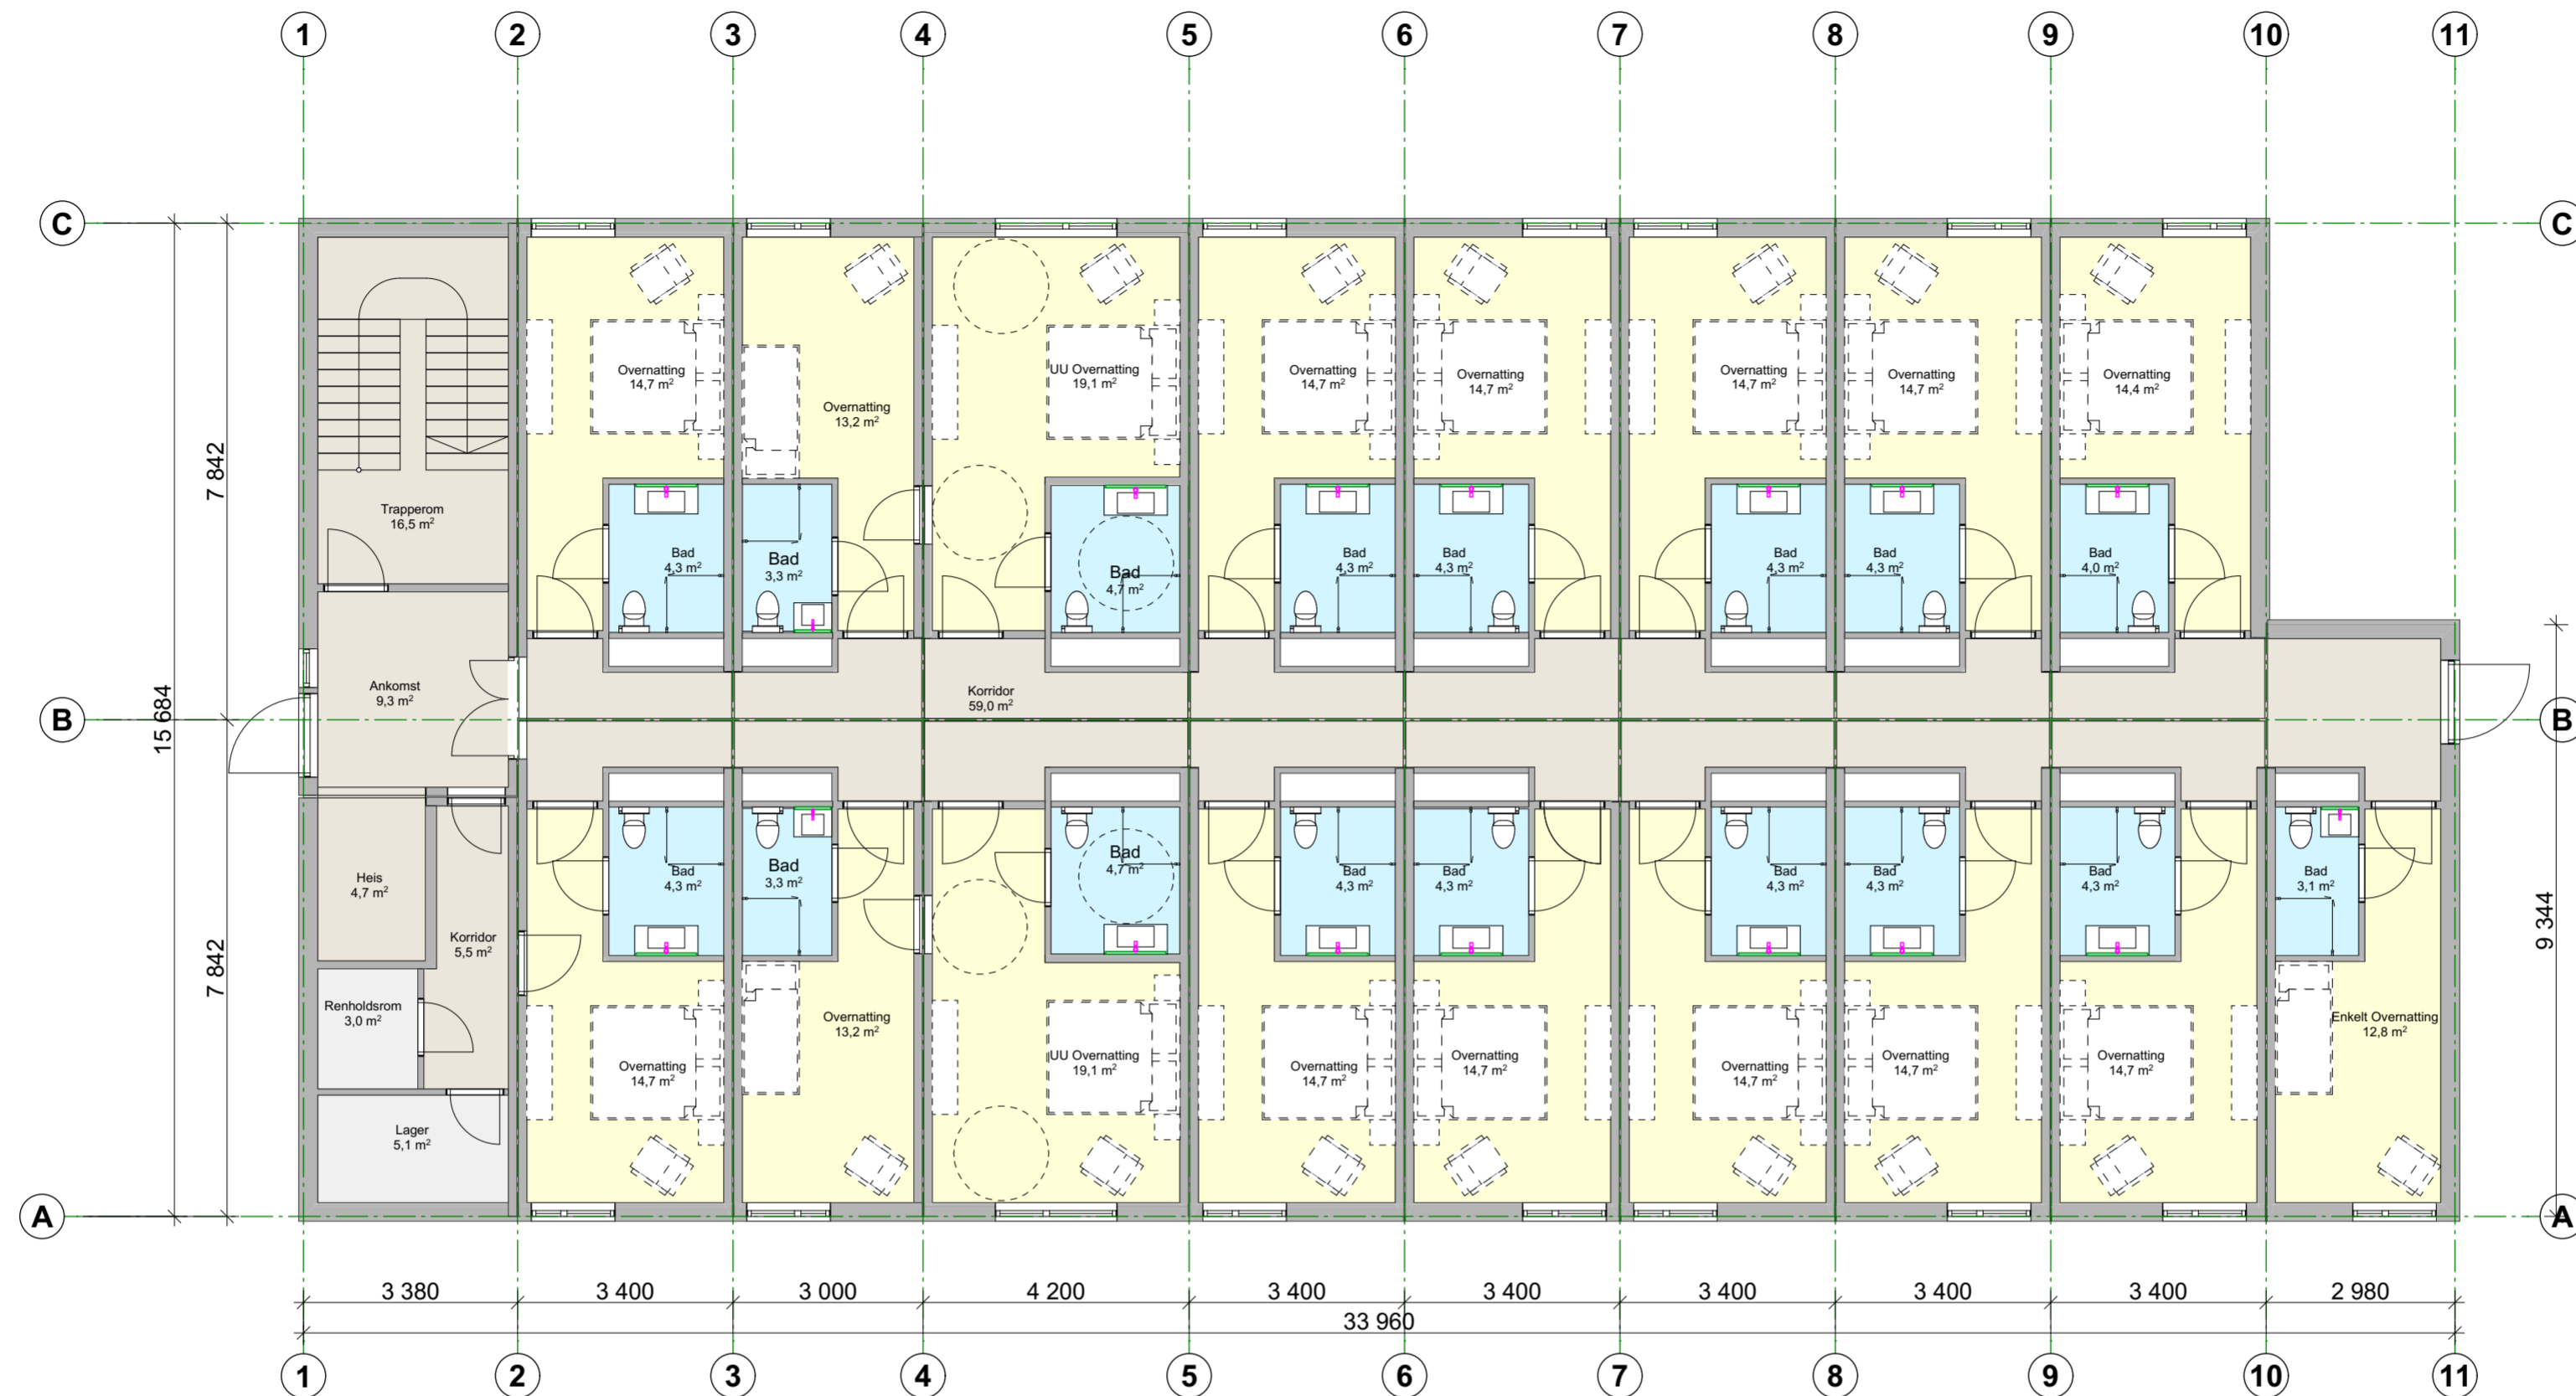 1 2 3 4 5 6 7 8 9 10 11
C C
Overnatting
14,7 m²
Overnatting
13,2 m²
UU Overnatting
19,1 m²
Overnatting
14,7 m²
Overnatting
14,7 m²
Overnatting
14,7 m²
Overnatting
14,7 m²
Overnatting
14,4 m²
7 842
Trapperom
16,5 m²
Bad
4,3 m²
Bad
3,3 m²
Bad
4,7 m²
Bad
4,3 m²
Bad
4,3 m²
Bad
4,3 m²
Bad
4,3 m²
Bad
4,0 m²
Ankomst
9,3 m²
Korridor
59,0 m²
15 684
B B
Heis
4,7 m²
Bad
4,3 m²
Bad
3,3 m²
Bad
4,7 m²
Bad
4,3 m²
Bad
4,3 m²
Bad
4,3 m²
Bad
4,3 m²
Bad
4,3 m²
Bad
3,1 m²
9 344
7 842
Korridor
5,5 m²
Renholdsrom
3,0 m²
Overnatting
14,7 m²
Overnatting
13,2 m²
UU Overnatting
19,1 m²
Overnatting
14,7 m²
Overnatting
14,7 m²
Overnatting
14,7 m²
Overnatting
14,7 m²
Overnatting
14,7 m²
Enkelt Overnatting
12,8 m²
Lager
5,1 m²
A A
3 380 3 400 3 000 4 200 3 400 3 400 3 400 3 400 3 400 2 980
33 960
1 2 3 4 5 6 7 8 9 10 11